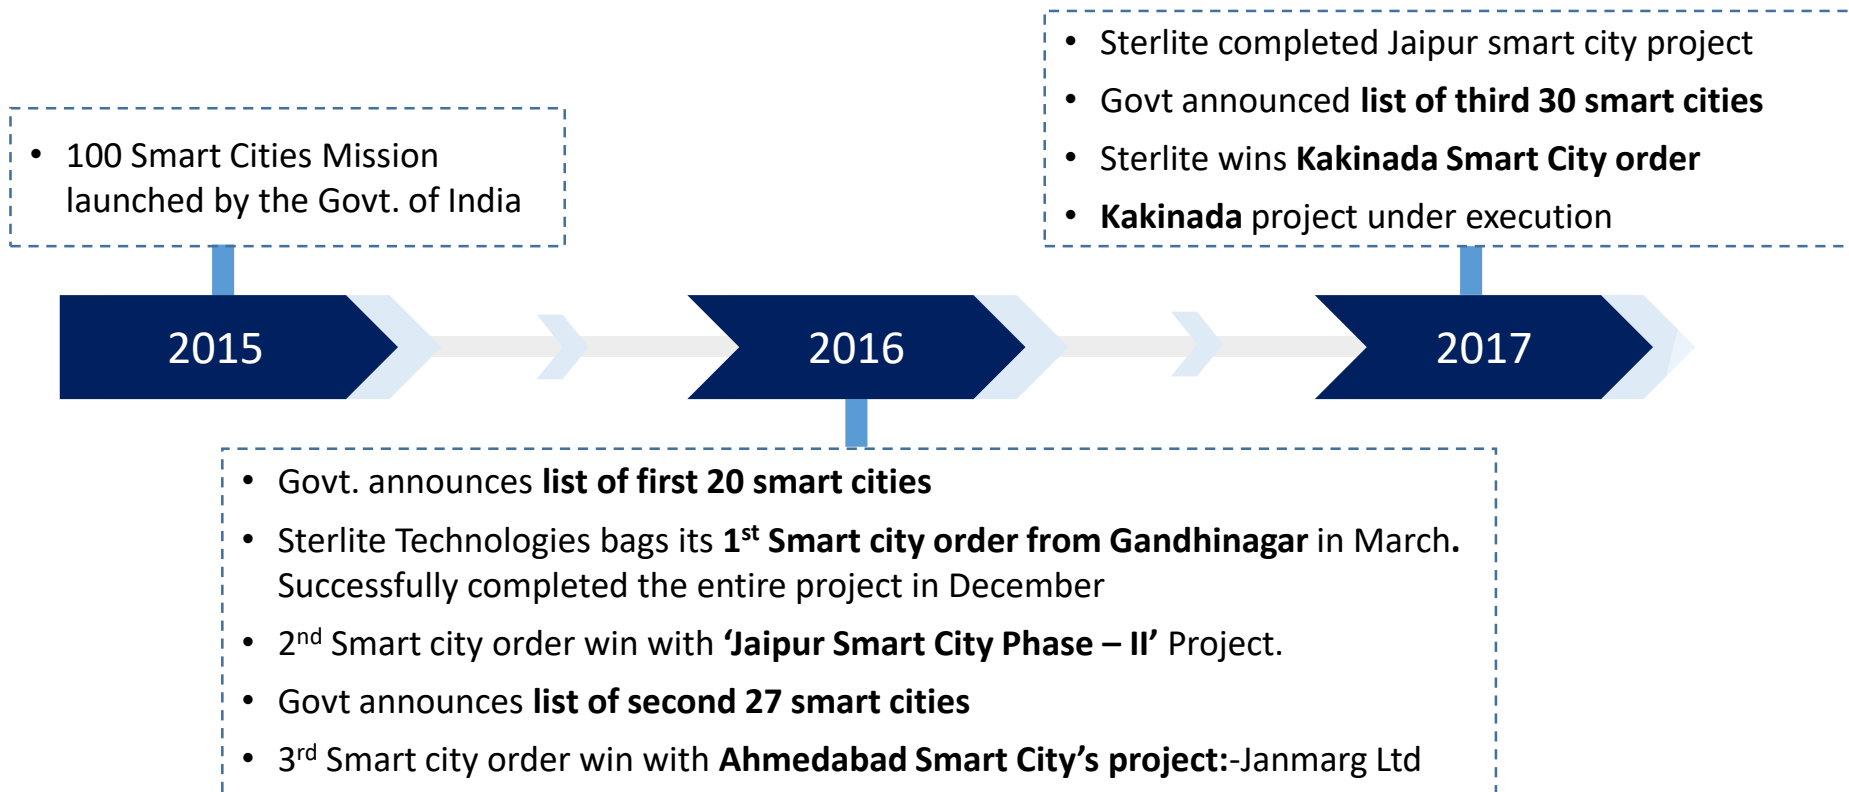 • 100 Smart Cities Mission
launched by the Govt. of India
• Sterlite completed Jaipur smart city project
• Govt announced list of third 30 smart cities
• Sterlite wins Kakinada Smart City order
• Kakinada project under execution
2015
2016
2017
• Govt. announces list of first 20 smart cities
• Sterlite Technologies bags its 1st Smart city order from Gandhinagar in March.
Successfully completed the entire project in December
• 2nd Smart city order win with ‘Jaipur Smart City Phase – II’ Project.
• Govt announces list of second 27 smart cities
• 3rd Smart city order win with Ahmedabad Smart City’s project:-Janmarg Ltd